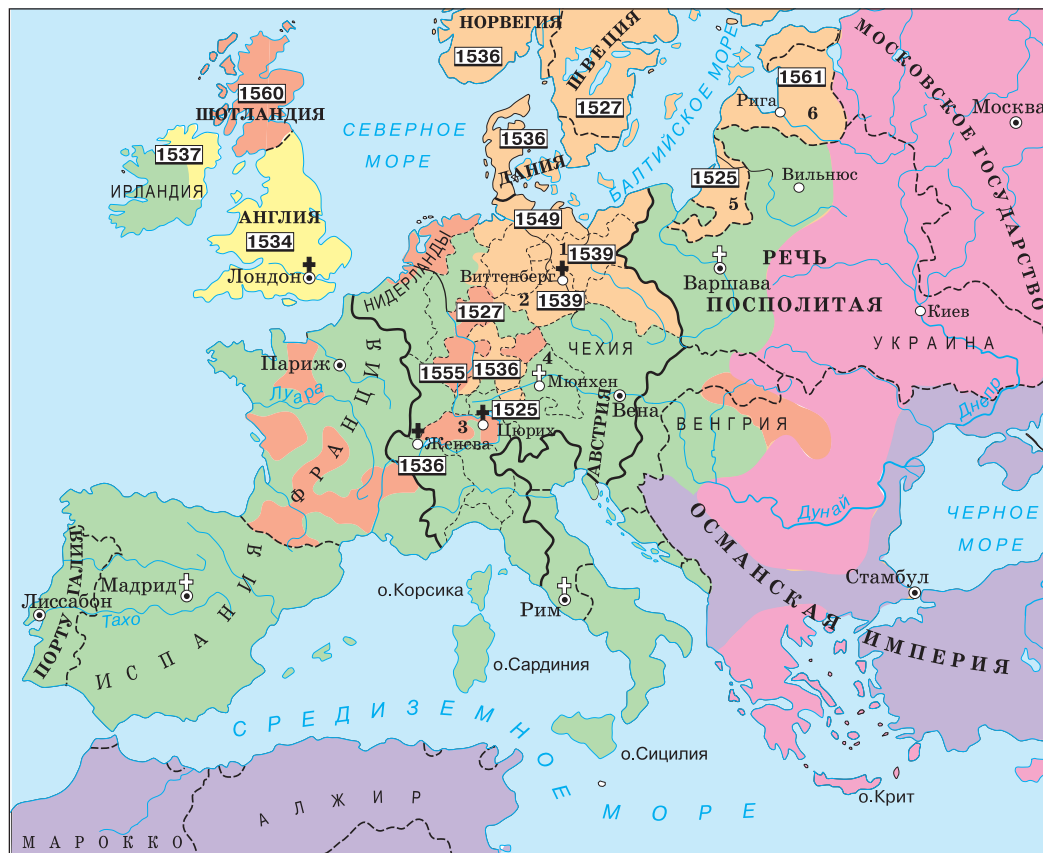 НОРВЕГИЯ
1536
ШВЕЦИЯ
1527
БАЛТИЙСКОЕ МОРЕ
1561
Рига
6
МОСКОВСКОЕ ГОСУДАРСТВО
Москва
1560
ШОТЛАНДИЯ
СЕВЕРНОЕ
МОРЕ
1536
ДАНИЯ
1537
ИРЛАНДИЯ
1525
5
Вильнюс
АНГЛИЯ
1534
Лондон
НИДЕРЛАНДЫ
1549
1
1539
Виттенберг
2
1539
РЕЧЬ
ПОСПОЛИТАЯ
Варшава
Киев
УКРАИНА
1527
ЧЕХИЯ
Париж
Луара
ФРАНЦИЯ
1555
1536
4
Мюнхен
Вена
АВСТРИЯ
ВЕНГРИЯ
Днепр
1525
3
Цюрих
Женева
1536
Дунай
ЧЕРНОЕ
МОРЕ
ОСМАНСКАЯ ИМПЕРИЯ
Стамбул
ПОРТУГАЛИЯ
Лиссабон
Мадрид
Тахо
ИСПАНИЯ
о.Корсика
Рим
о.Сардиния
СРЕДИЗЕМНОЕ МОРЕ
о.Сицилия
о.Крит
АЛЖИР
МАРОККО